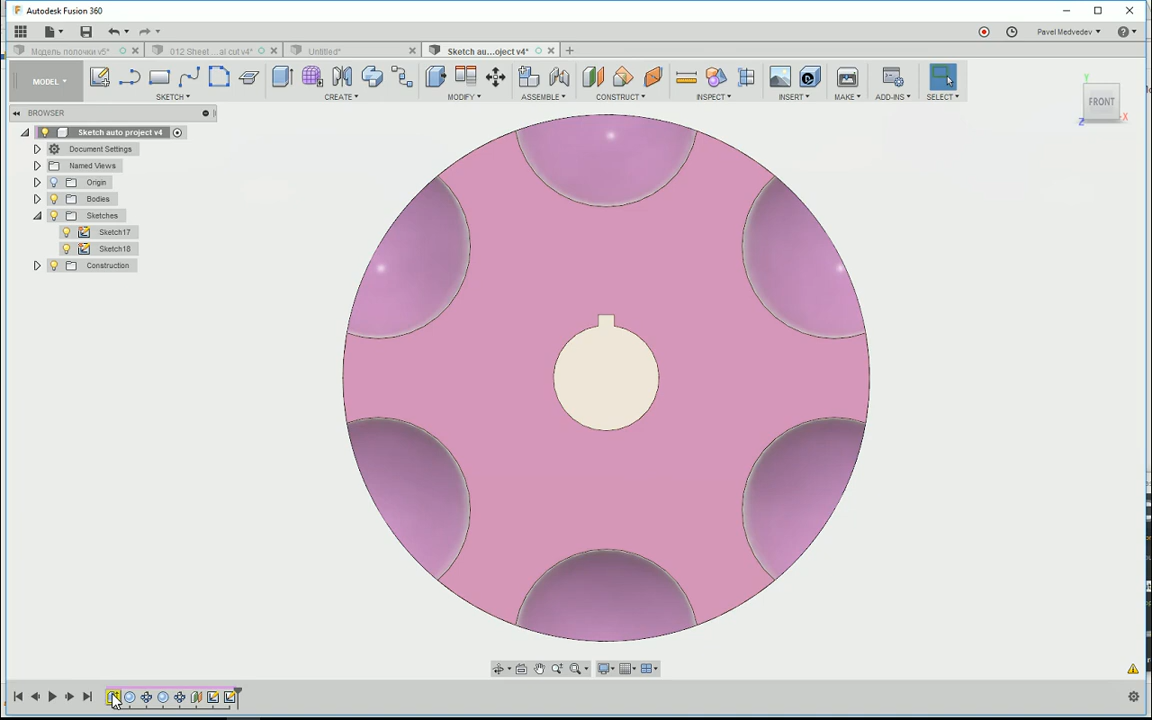 Autodesk Fusion 360
Pavel Medvedev
Модель полочки v5*
012 Sheet ...al cut v4*
Untitled*
Sketch au...oject v4*
MODEL
SKETCH
CREATE
MODIFY
ASSEMBLE
CONSTRUCT
INSPECT
INSERT
MAKE
ADD-INS
SELECT
BROWSER
Sketch auto project v4
Document Settings
Named Views
Origin
Bodies
Sketches
Sketch17
Sketch18
Construction
Y
FRONT
Z
X